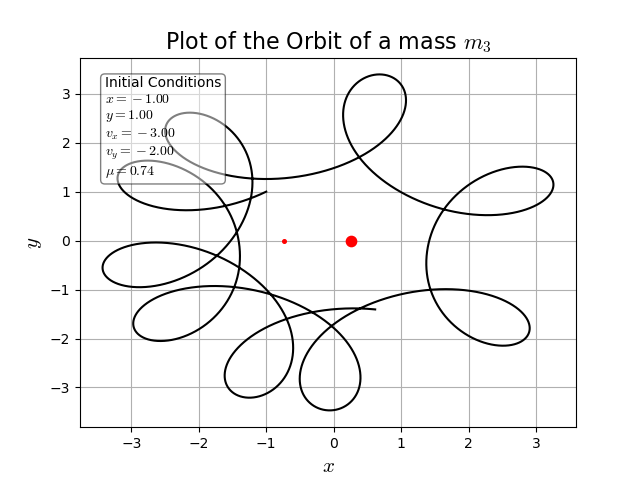 Plot of the Orbit of a mass m₃
Initial Conditions
x = −1.00
y = 1.00
vₓ = −3.00
v_y = −2.00
μ = 0.74
3
2
1
0
−1
−2
−3
y
−3 −2 −1 0 1 2 3
x